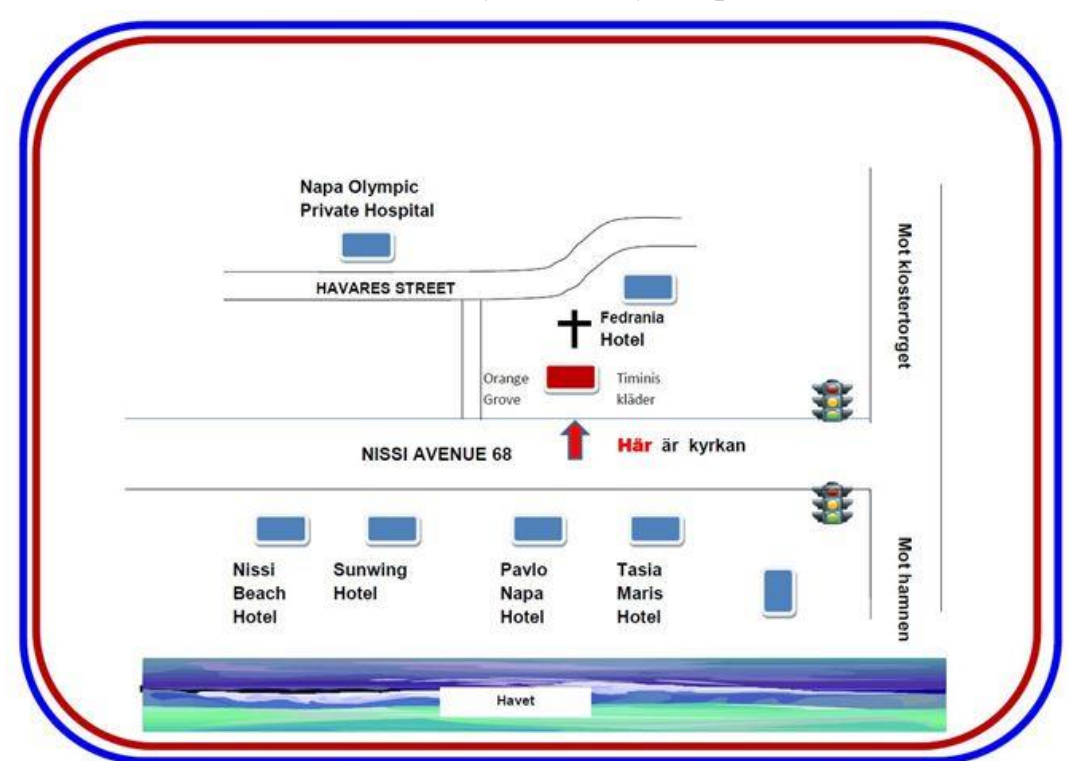 Napa Olympic
Private Hospital
HAVARES STREET
Fedrania
Hotel
Orange
Grove
Timinis
kläder
Mot klostertorget
NISSI AVENUE 68
Här är kyrkan
Nissi
Beach
Hotel
Sunwing
Hotel
Pavlo
Napa
Hotel
Tasia
Maris
Hotel
Mot hamnen
Havet